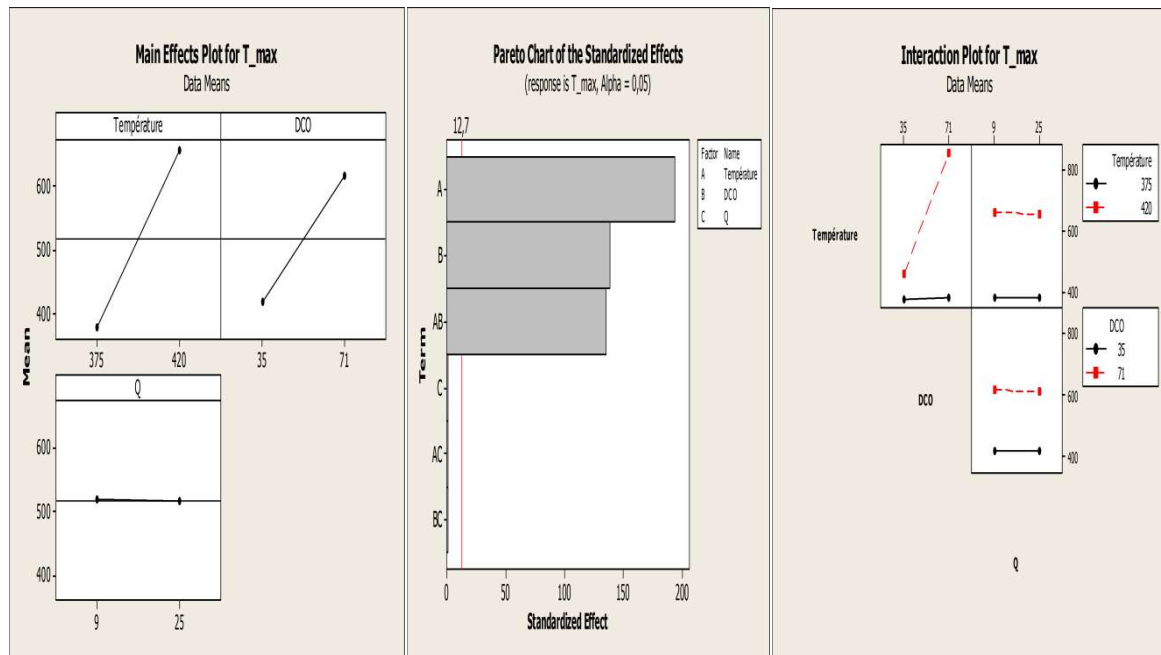 Main Effects Plot for T_max
Data Means
Température DCO
600
500
400
Mean
375 420 35 71
Q
600
500
400
9 25
Pareto Chart of the Standardized Effects
(response is T_max, Alpha = 0,05)
12,7
Factor Name
A Température
B DCO
C Q
Term
A
B
AB
C
AC
BC
0 50 100 150 200
Standardized Effect
Interaction Plot for T_max
Data Means
35 71 9 25
Température
800
600
400
Température
375
420
DCO
800
600
400
DCO
35
71
Q